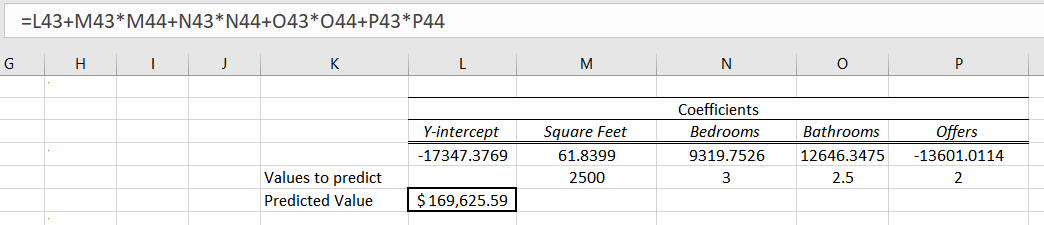 =L43+M43*M44+N43*N44+O43*O44+P43*P44
G H I J K L M N O P
Coefficients
Y-intercept Square Feet Bedrooms Bathrooms Offers
-17347.3769 61.8399 9319.7526 12646.3475 -13601.0114
Values to predict 2500 3 2.5 2
Predicted Value $ 169,625.59